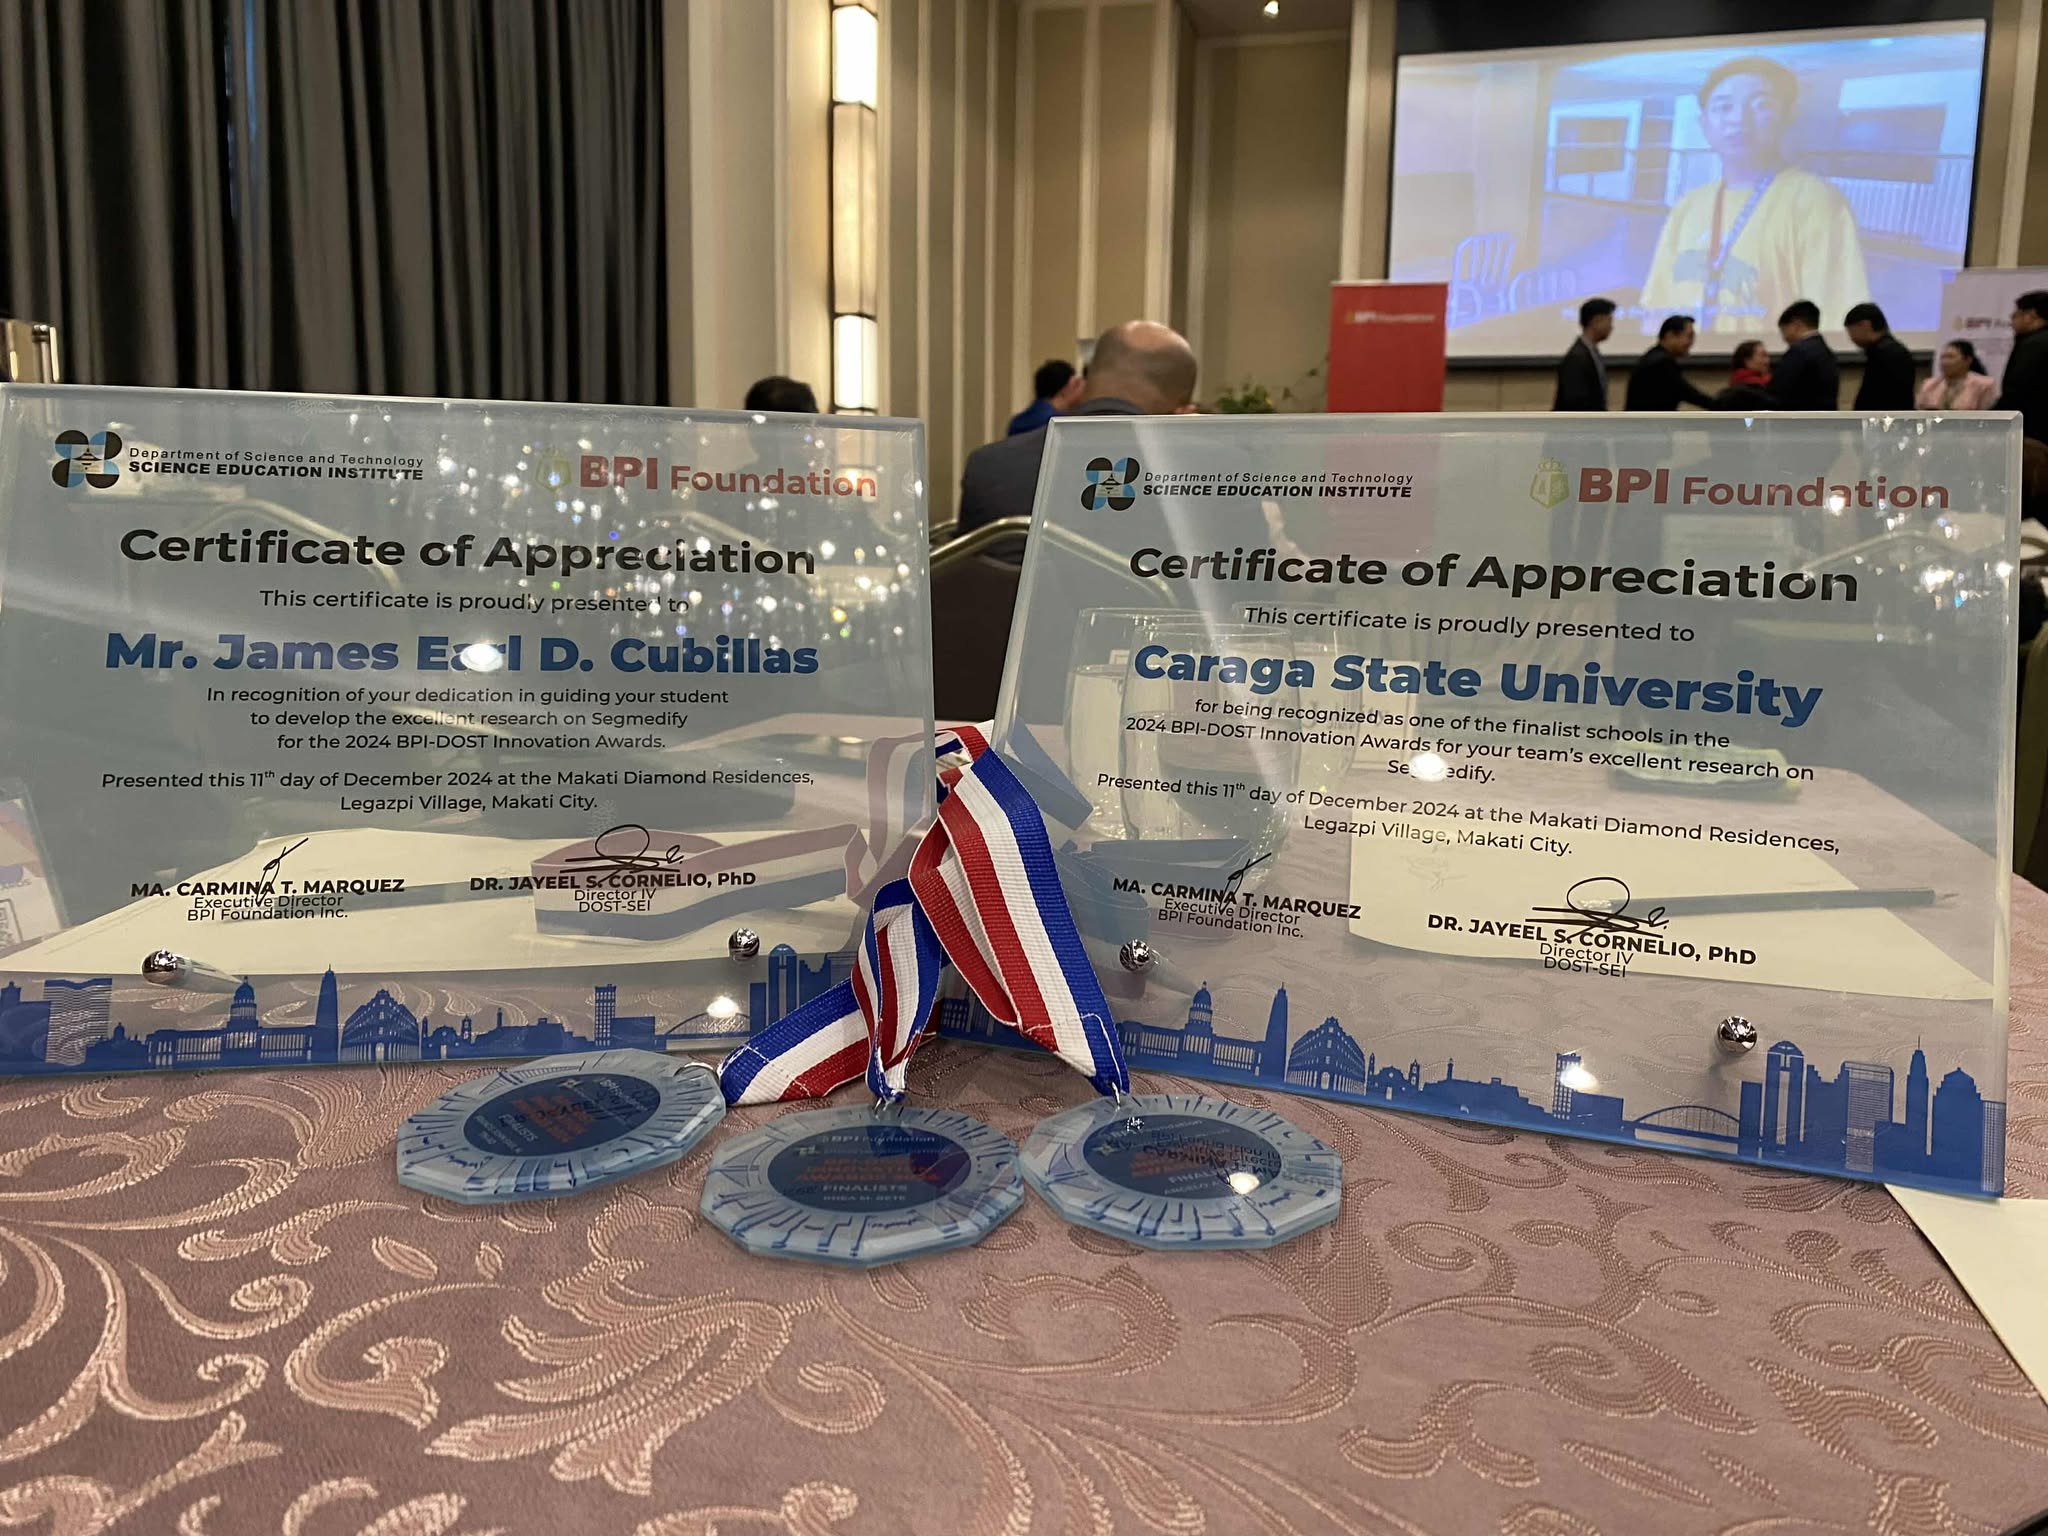 Department of Science and Technology
SCIENCE EDUCATION INSTITUTE
BPI Foundation
Certificate of Appreciation
This certificate is proudly presented to
Mr. James Earl D. Cubillas
In recognition of your dedication in guiding your student
to develop the excellent research on Segmedify
for the 2024 BPI-DOST Innovation Awards.
Presented this 11th day of December 2024 at the Makati Diamond Residences,
Legazpi Village, Makati City.
MA. CARMINA T. MARQUEZ
Executive Director
BPI Foundation Inc.
DR. JAYEEL S. CORNELIO, PhD
Director IV
DOST-SEI
Department of Science and Technology
SCIENCE EDUCATION INSTITUTE
BPI Foundation
Certificate of Appreciation
This certificate is proudly presented to
Caraga State University
for being recognized as one of the finalist schools in the
2024 BPI-DOST Innovation Awards for your team's excellent research on
Segmedify.
Presented this 11th day of December 2024 at the Makati Diamond Residences,
Legazpi Village, Makati City.
MA. CARMINA T. MARQUEZ
Executive Director
BPI Foundation Inc.
DR. JAYEEL S. CORNELIO, PhD
Director IV
DOST-SEI
BPI Foundation
BPI
BPI Foundation
INNOVATION
AWARDS 2024
FINALISTS
RHEA M. BETE